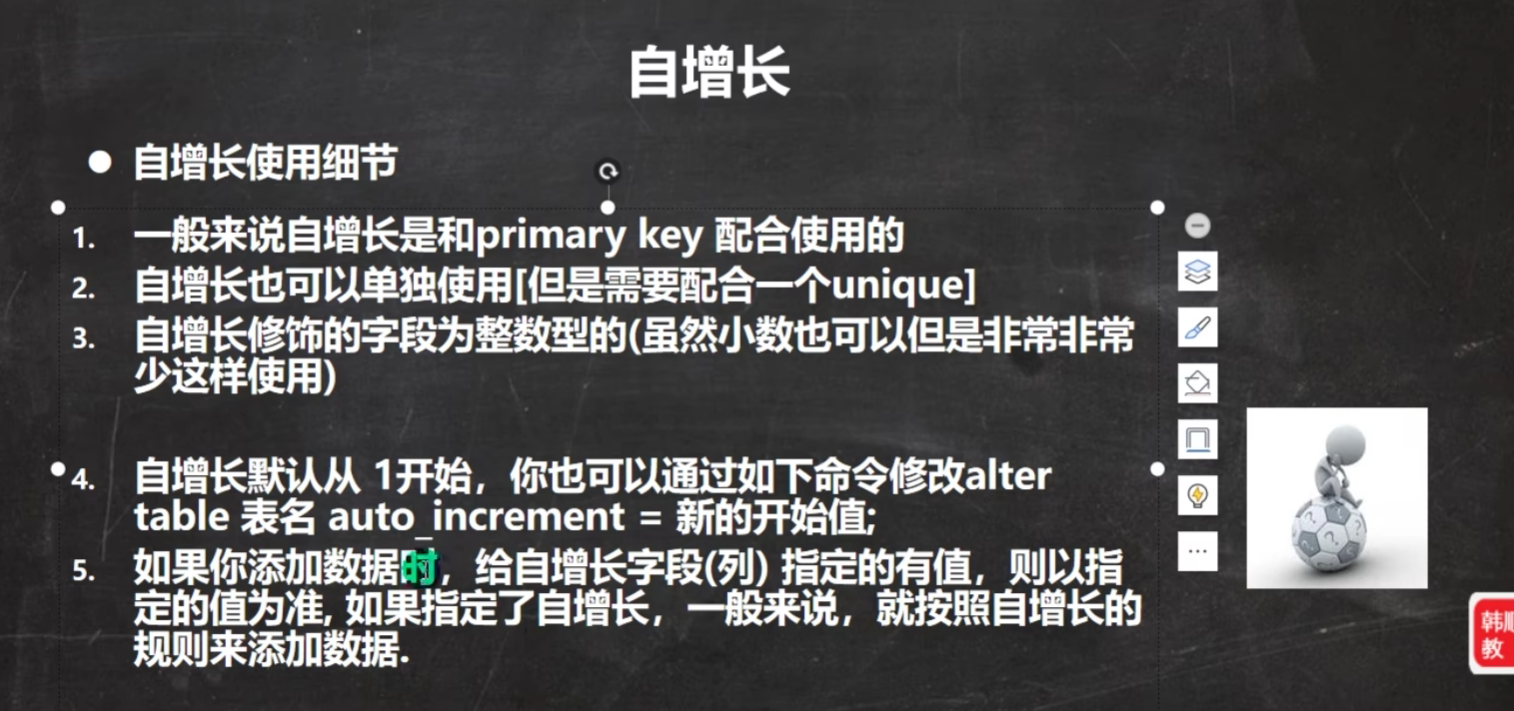 自增长
● 自增长使用细节
1. 一般来说自增长是和primary key 配合使用的
2. 自增长也可以单独使用[但是需要配合一个unique]
3. 自增长修饰的字段为整数型的(虽然小数也可以但是非常非常
少这样使用)
4. 自增长默认从 1开始，你也可以通过如下命令修改alter
table 表名 auto_increment = 新的开始值;
5. 如果你添加数据时，给自增长字段(列) 指定的有值，则以指
定的值为准, 如果指定了自增长，一般来说，就按照自增长的
规则来添加数据.
韩顺
教